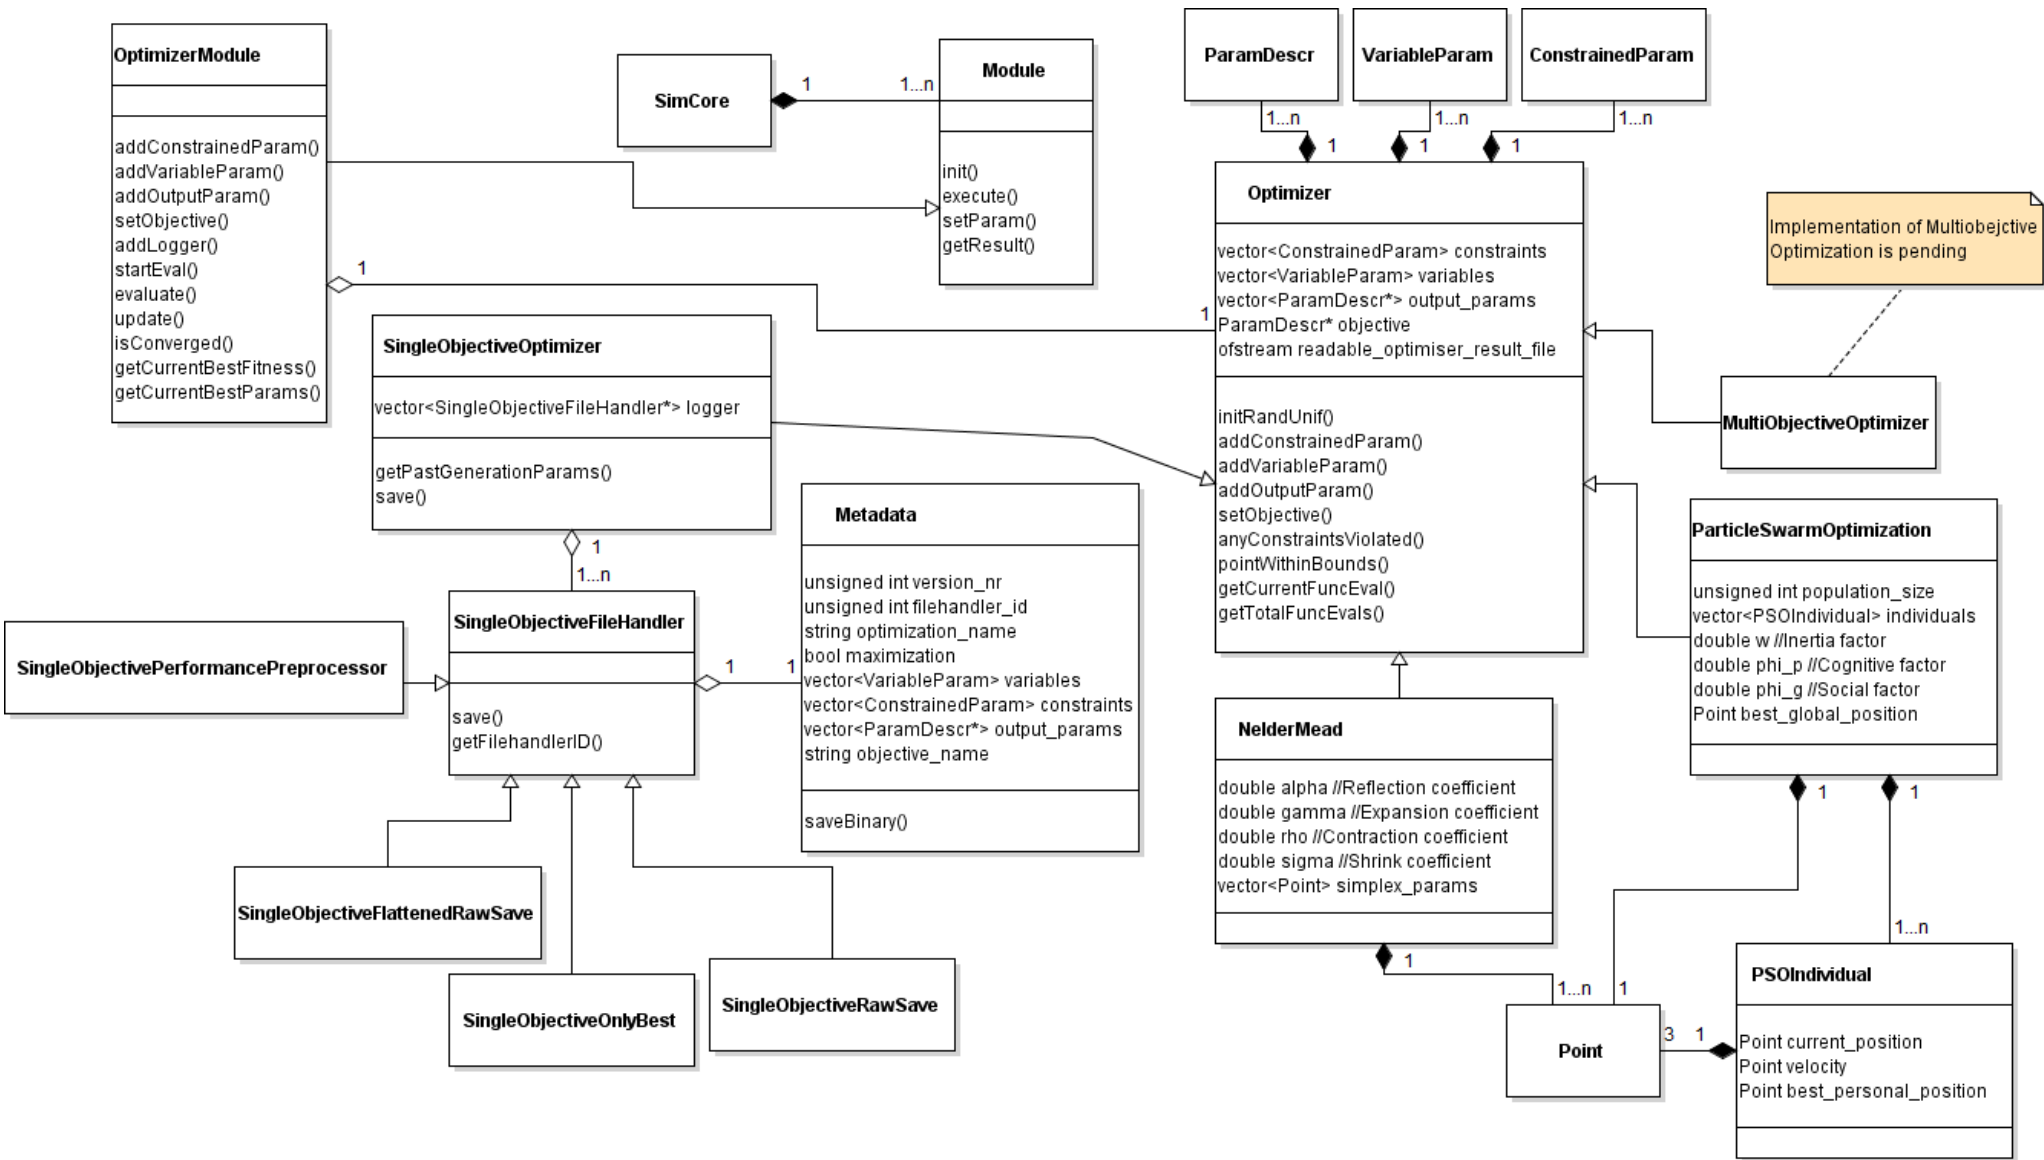 OptimizerModule
addConstrainedParam()
addVariableParam()
addOutputParam()
setObjective()
addLogger()
startEval()
evaluate()
update()
isConverged()
getCurrentBestFitness()
getCurrentBestParams()
1
SimCore
1
1...n
Module
init()
execute()
setParam()
getResult()
ParamDescr
VariableParam
ConstrainedParam
1...n
1...n
1...n
1
1
1
Optimizer
vector<ConstrainedParam> constraints
vector<VariableParam> variables
vector<ParamDescr*> output_params
ParamDescr* objective
ofstream readable_optimiser_result_file
initRandUnif()
addConstrainedParam()
addVariableParam()
addOutputParam()
setObjective()
anyConstraintsViolated()
pointWithinBounds()
getCurrentFuncEval()
getTotalFuncEvals()
1
Implementation of Multiobejctive
Optimization is pending
MultiObjectiveOptimizer
SingleObjectiveOptimizer
vector<SingleObjectiveFileHandler*> logger
getPastGenerationParams()
save()
1
1...n
SingleObjectiveFileHandler
save()
getFilehandlerID()
1
1
SingleObjectivePerformancePreprocessor
Metadata
unsigned int version_nr
unsigned int filehandler_id
string optimization_name
bool maximization
vector<VariableParam> variables
vector<ConstrainedParam> constraints
vector<ParamDescr*> output_params
string objective_name
saveBinary()
SingleObjectiveFlattenedRawSave
SingleObjectiveOnlyBest
SingleObjectiveRawSave
NelderMead
double alpha //Reflection coefficient
double gamma //Expansion coefficient
double rho //Contraction coefficient
double sigma //Shrink coefficient
vector<Point> simplex_params
1
1...n
ParticleSwarmOptimization
unsigned int population_size
vector<PSOIndividual> individuals
double w //Inertia factor
double phi_p //Cognitive factor
double phi_g //Social factor
Point best_global_position
1
1
1
1...n
Point
3
1
PSOIndividual
Point current_position
Point velocity
Point best_personal_position